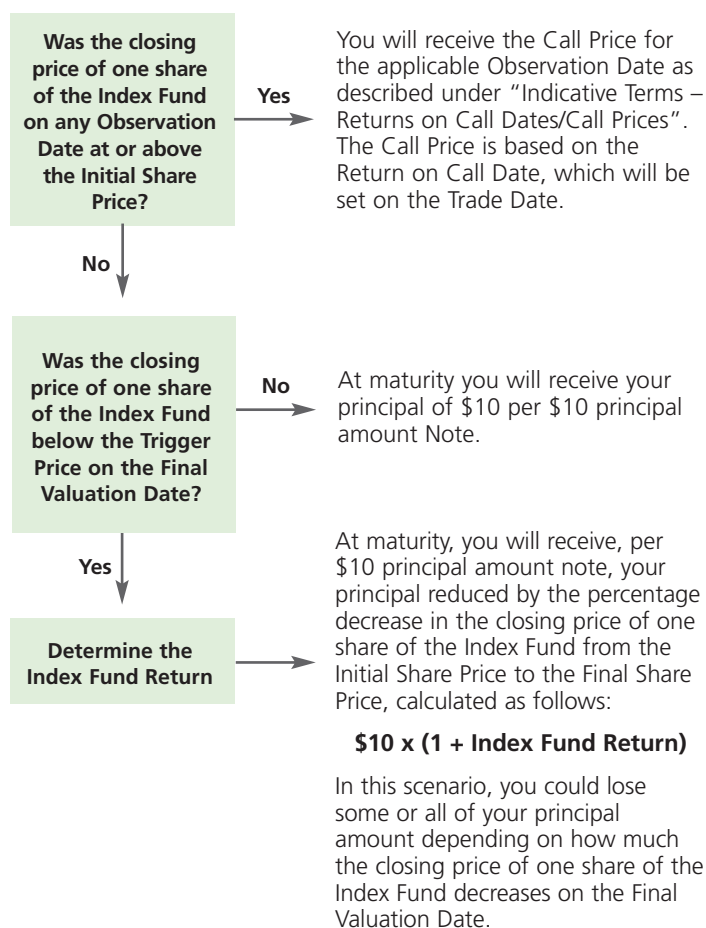 Was the closing
price of one share
of the Index Fund
on any Observation
Date at or above
the Initial Share
Price?
Yes
You will receive the Call Price for
the applicable Observation Date as
described under “Indicative Terms –
Returns on Call Dates/Call Prices”.
The Call Price is based on the
Return on Call Date, which will be
set on the Trade Date.
No
Was the closing
price of one share
of the Index Fund
below the Trigger
Price on the Final
Valuation Date?
No
At maturity you will receive your
principal of $10 per $10 principal
amount Note.
Yes
Determine the
Index Fund Return
At maturity, you will receive, per
$10 principal amount note, your
principal reduced by the percentage
decrease in the closing price of one
share of the Index Fund from the
Initial Share Price to the Final Share
Price, calculated as follows:
$10 x (1 + Index Fund Return)
In this scenario, you could lose
some or all of your principal
amount depending on how much
the closing price of one share of the
Index Fund decreases on the Final
Valuation Date.